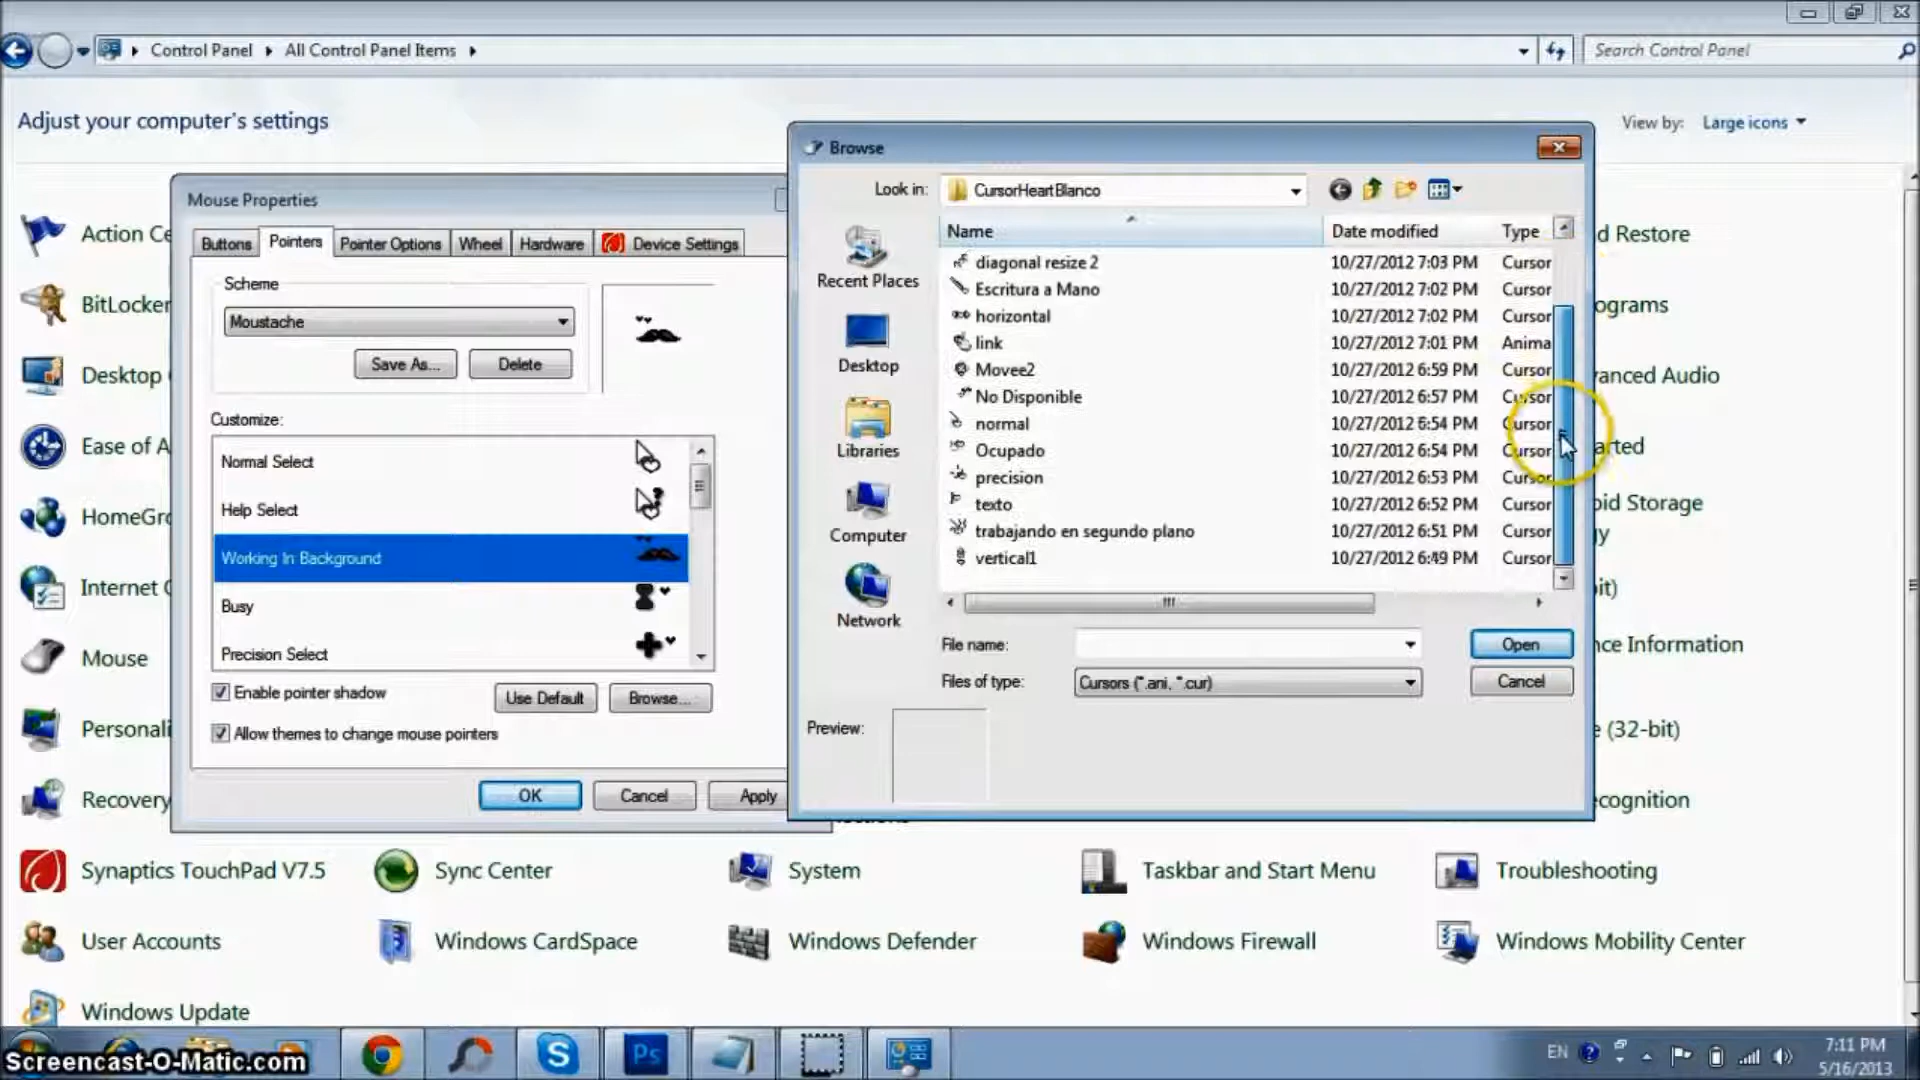 Control Panel
All Control Panel Items
Search Control Panel
Adjust your computer's settings
View by:
Large icons
Action Ce
BitLocker
Desktop
Ease of A
HomeGro
Internet
Mouse
Personali
Recovery
Mouse Properties
Buttons
Pointers
Pointer Options
Wheel
Hardware
Device Settings
Scheme
Moustache
Save As...
Delete
Customize:
Normal Select
Help Select
Working In Background
Busy
Precision Select
Enable pointer shadow
Use Default
Browse...
Allow themes to change mouse pointers
OK
Cancel
Apply
Browse
Look in:
CursorHeartBlanco
Recent Places
Desktop
Libraries
Computer
Network
Name Date modified Type
diagonal resize 2 10/27/2012 7:03 PM Cursor
Escritura a Mano 10/27/2012 7:02 PM Cursor
horizontal 10/27/2012 7:02 PM Cursor
link 10/27/2012 7:01 PM Anima
Movee2 10/27/2012 6:59 PM Cursor
No Disponible 10/27/2012 6:57 PM Cursor
normal 10/27/2012 6:54 PM Cursor
Ocupado 10/27/2012 6:54 PM Cursor
precision 10/27/2012 6:53 PM Cursor
texto 10/27/2012 6:52 PM Cursor
trabajando en segundo plano 10/27/2012 6:51 PM Cursor
vertical1 10/27/2012 6:49 PM Cursor
File name:
Open
Files of type:
Cursors (*.ani, *.cur)
Cancel
Preview:
d Restore
ograms
vanced Audio
arted
oid Storage
gy
bit)
nce Information
e (32-bit)
ecognition
Synaptics TouchPad V7.5
Sync Center
System
Taskbar and Start Menu
Troubleshooting
User Accounts
Windows CardSpace
Windows Defender
Windows Firewall
Windows Mobility Center
Windows Update
Screencast-O-Matic.com
Ps
EN
7:11 PM
5/16/2013